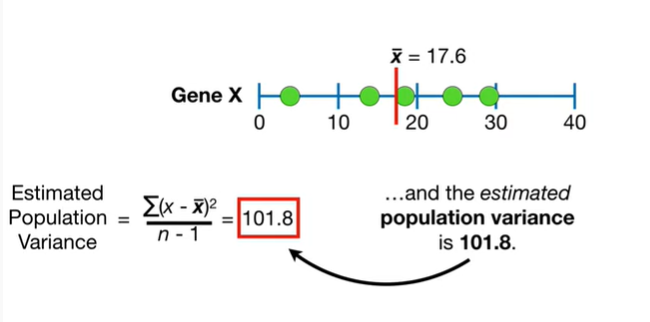 x̄ = 17.6
Gene X
0 10 20 30 40
Estimated
Population
Variance
= ∑(x - x̄)²
n - 1
= 101.8
...and the estimated
population variance
is 101.8.